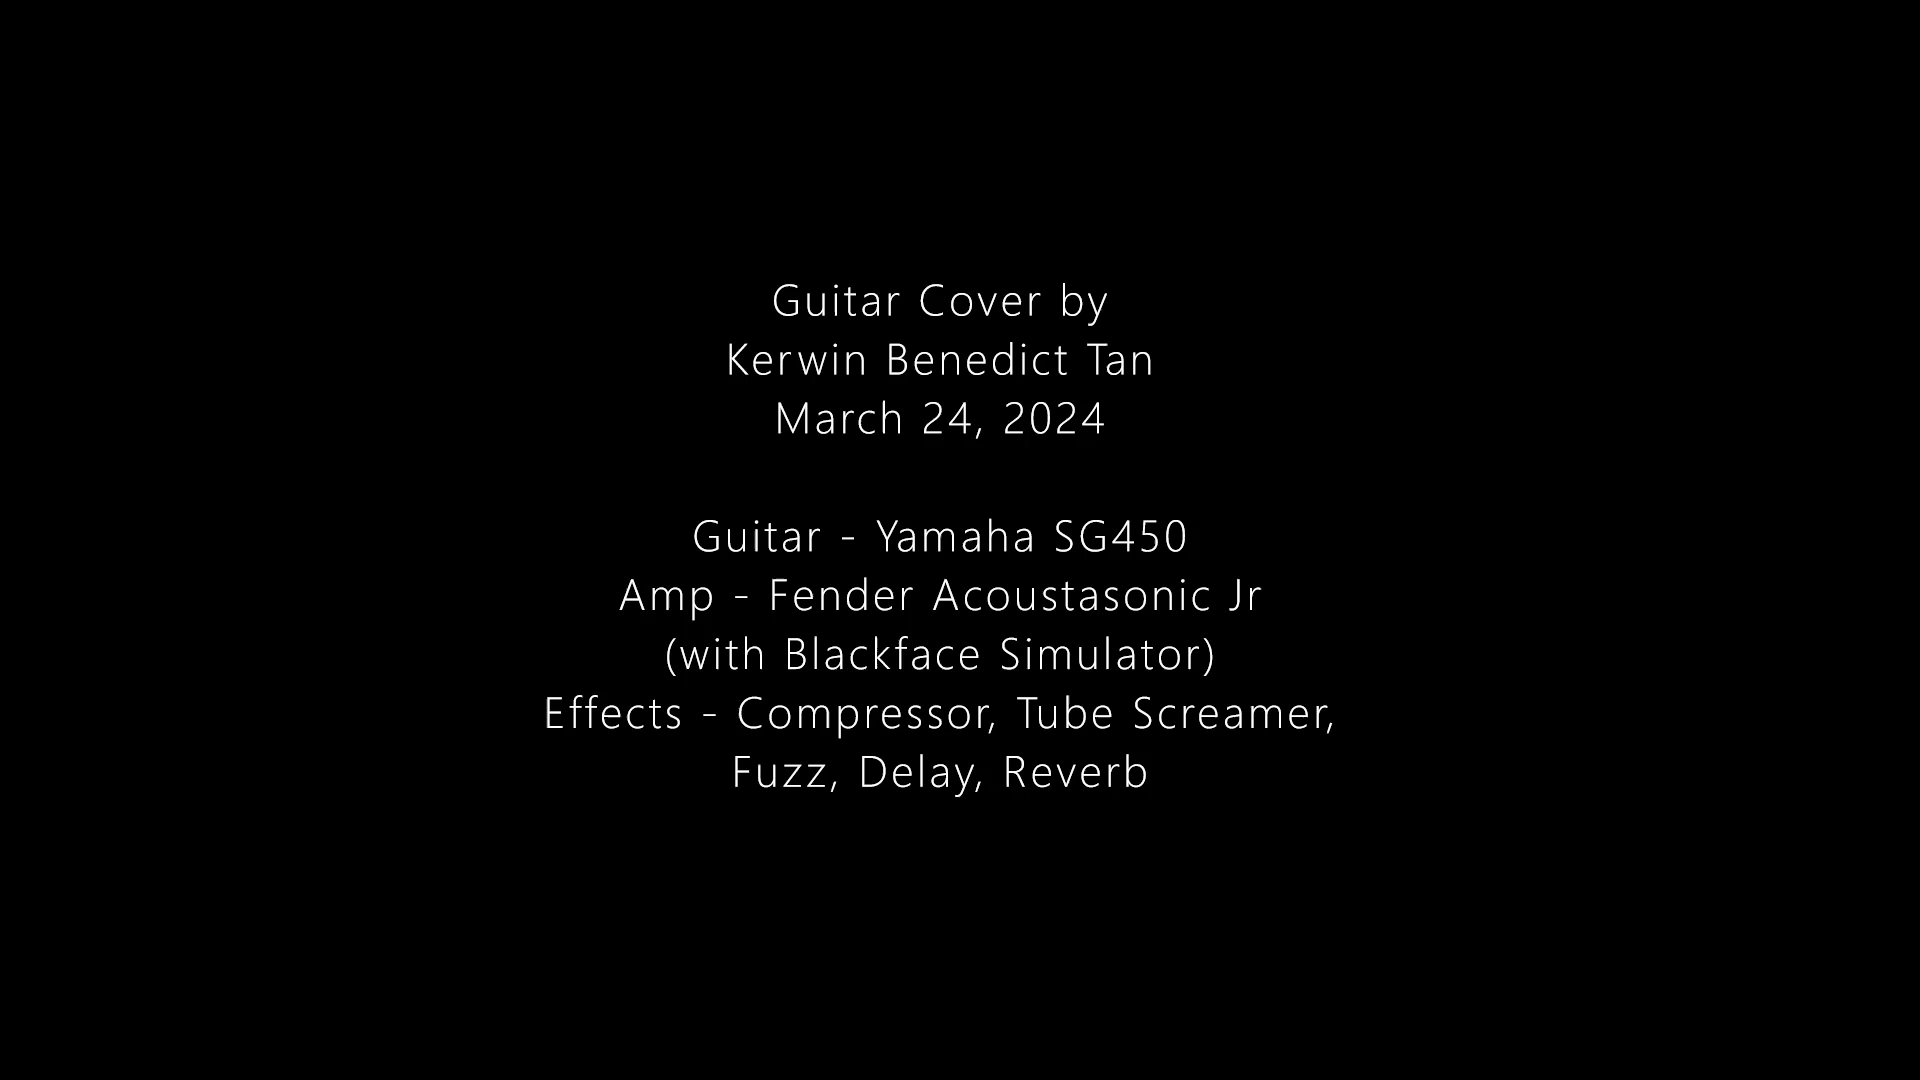 Guitar Cover by
Kerwin Benedict Tan
March 24, 2024
Guitar - Yamaha SG450
Amp - Fender Acoustasonic Jr
(with Blackface Simulator)
Effects - Compressor, Tube Screamer,
Fuzz, Delay, Reverb